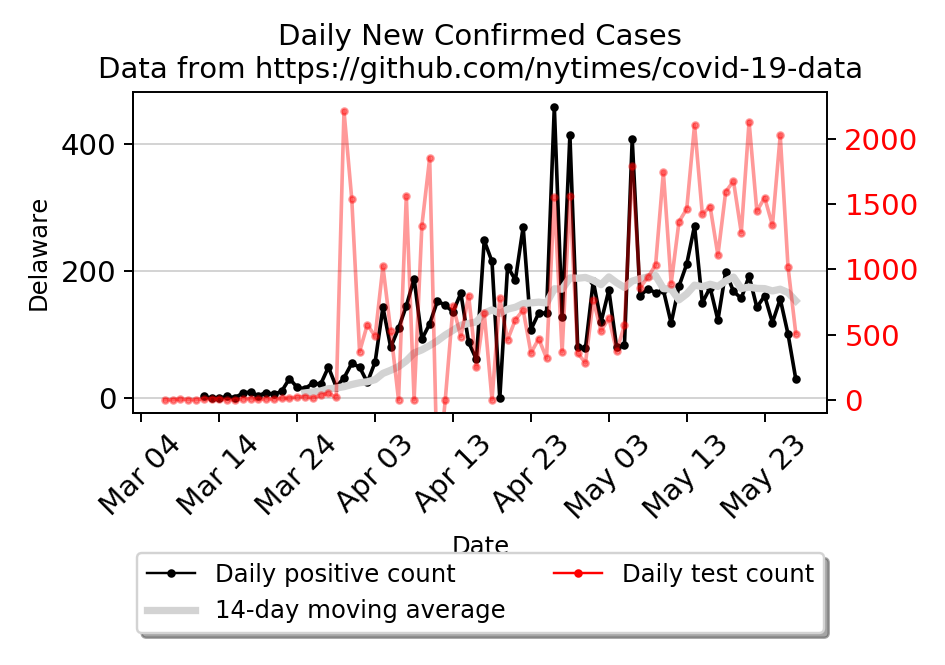 Daily New Confirmed Cases
Data from https://github.com/nytimes/covid-19-data
Delaware
400
200
0
2000
1500
1000
500
0
Mar 04
Mar 14
Mar 24
Apr 03
Apr 13
Apr 23
May 03
May 13
May 23
Date
Daily positive count
14-day moving average
Daily test count